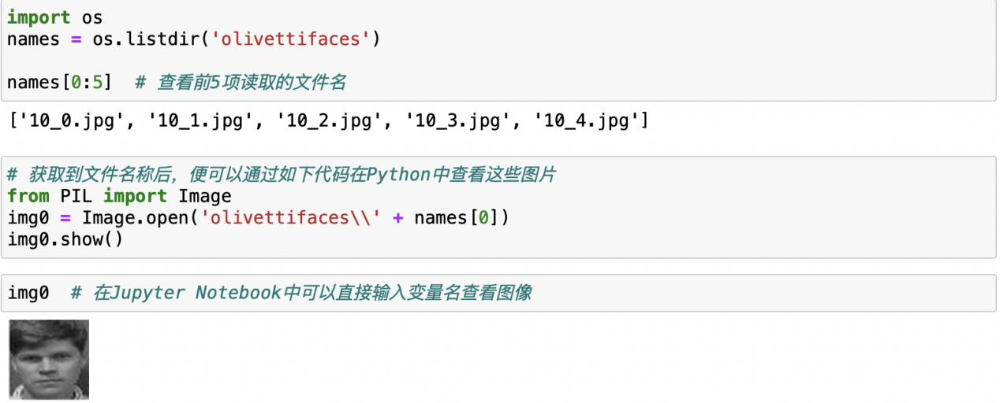 import os
names = os.listdir('olivettifaces')
names[0:5]  # 查看前5项读取的文件名
['10_0.jpg', '10_1.jpg', '10_2.jpg', '10_3.jpg', '10_4.jpg']
# 获取到文件名称后，便可以通过如下代码在Python中查看这些图片
from PIL import Image
img0 = Image.open('olivettifaces\\' + names[0])
img0.show()
img0  # 在Jupyter Notebook中可以直接输入变量名查看图像